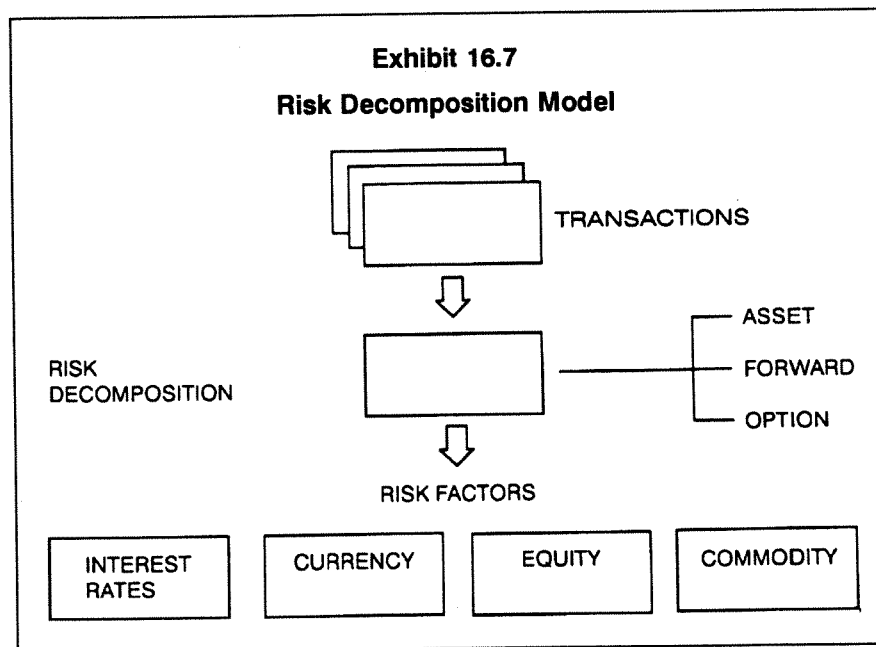 Exhibit 16.7
Risk Decomposition Model
TRANSACTIONS
RISK
DECOMPOSITION
ASSET
FORWARD
OPTION
RISK FACTORS
INTEREST
RATES
CURRENCY
EQUITY
COMMODITY